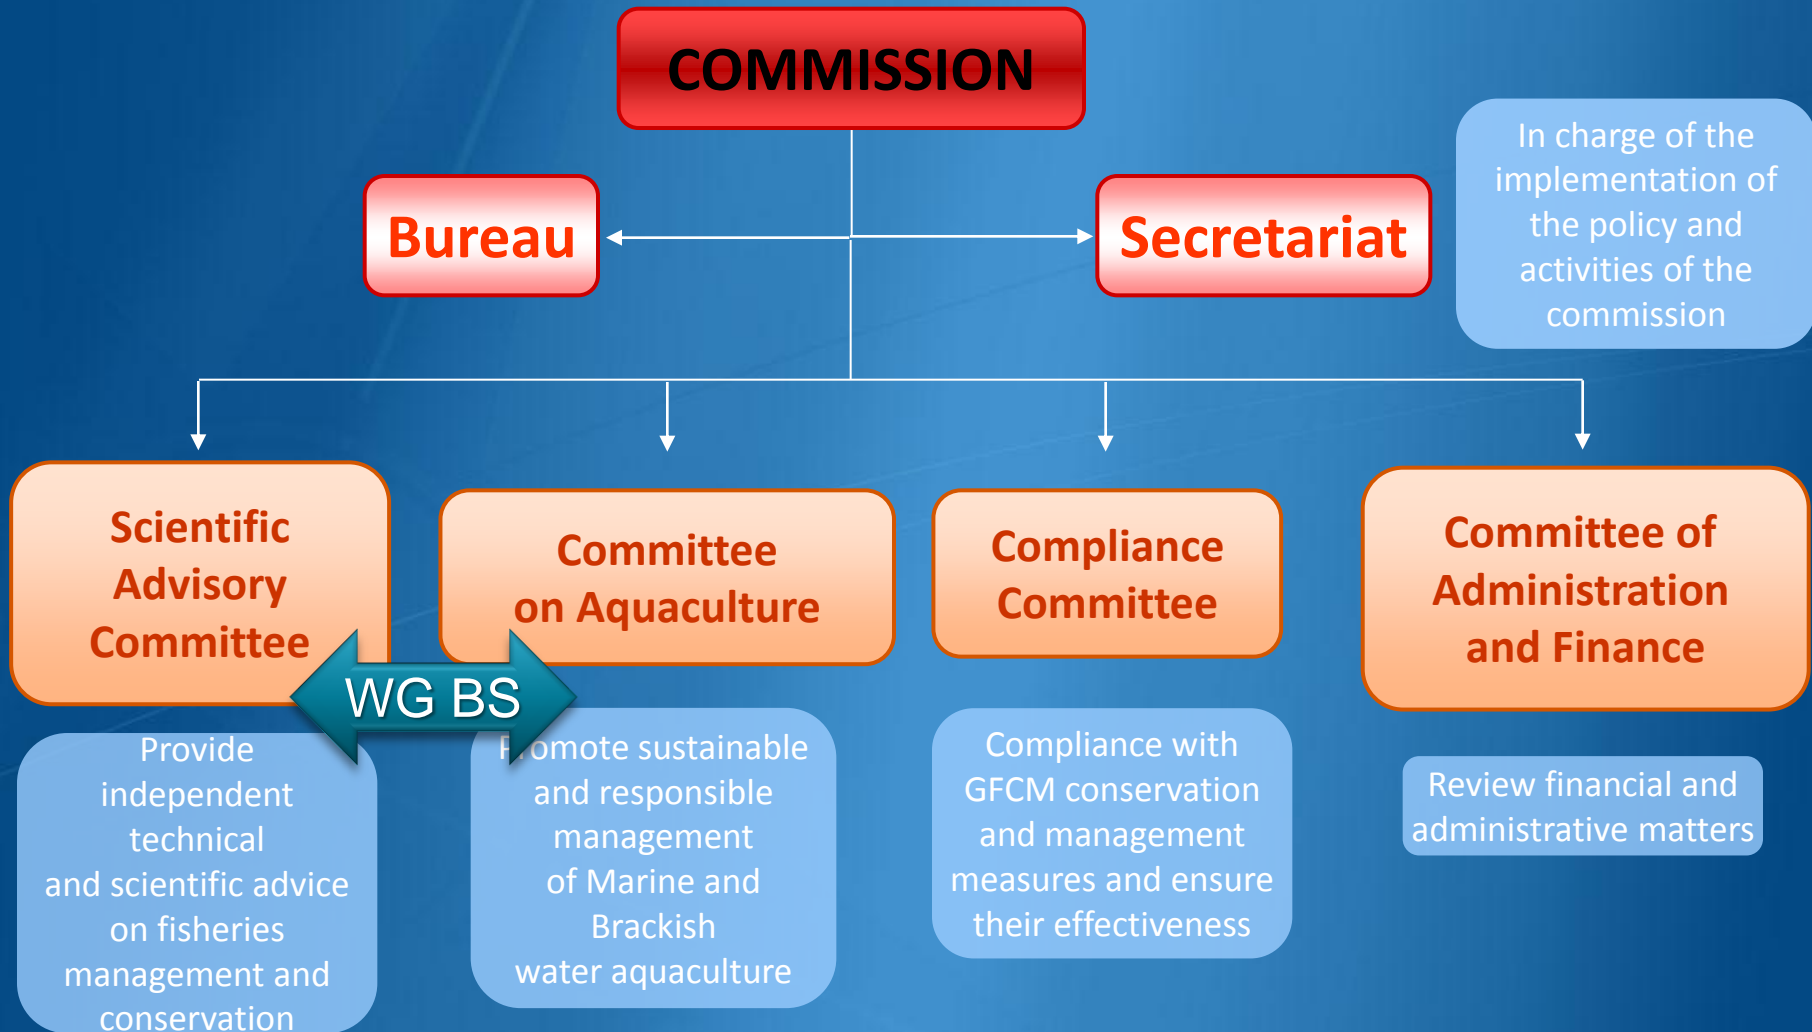 COMMISSION
Bureau
Secretariat
In charge of the
implementation of
the policy and
activities of the
commission
Scientific
Advisory
Committee
Committee
on Aquaculture
Compliance
Committee
Committee of
Administration
and Finance
WG BS
Provide
independent
technical
and scientific advice
on fisheries
management and
conservation
Promote sustainable
and responsible
management
of Marine and
Brackish
water aquaculture
Compliance with
GFCM conservation
and management
measures and ensure
their effectiveness
Review financial and
administrative matters